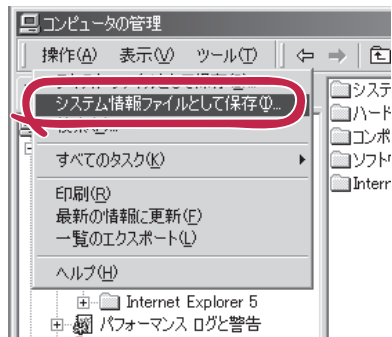 コンピュータの管理
操作(A) 表示(V) ツール(T)
システム情報ファイルとして保存(I)...
すべてのタスク(K)
印刷(R)
最新の情報に更新(F)
一覧のエクスポート(L)
ヘルプ(H)
Internet Explorer 5
パフォーマンス ログと警告
システ
ハード
コンポ
ソフト
Intern